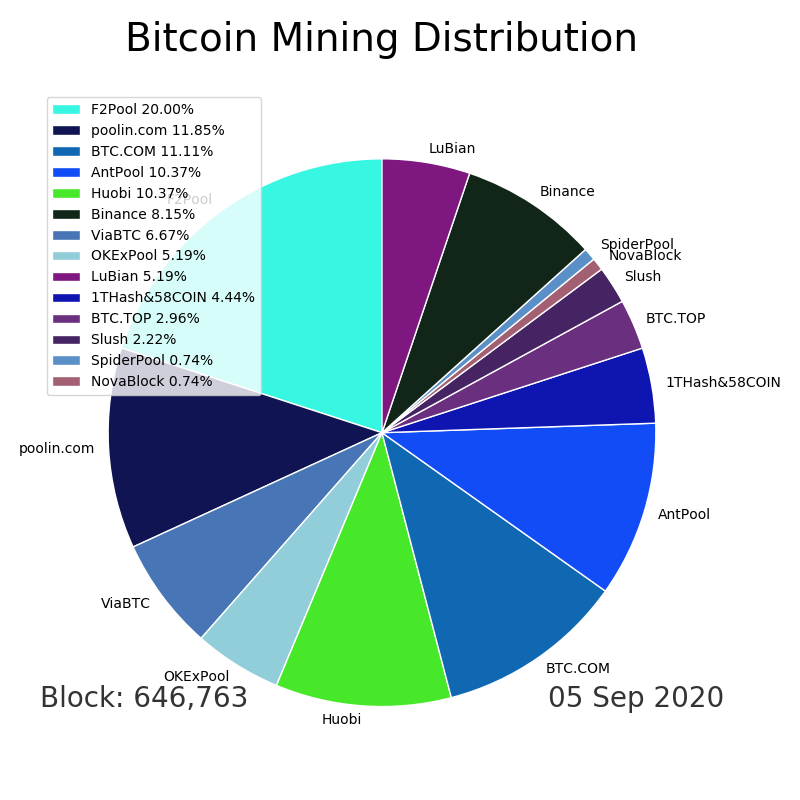 Bitcoin Mining Distribution
F2Pool 20.00%
poolin.com 11.85%
BTC.COM 11.11%
AntPool 10.37%
Huobi 10.37%
Binance 8.15%
ViaBTC 6.67%
OKExPool 5.19%
LuBian 5.19%
1THash&58COIN 4.44%
BTC.TOP 2.96%
Slush 2.22%
SpiderPool 0.74%
NovaBlock 0.74%
F2Pool
LuBian
Binance
SpiderPool
NovaBlock
Slush
BTC.TOP
1THash&58COIN
poolin.com
AntPool
ViaBTC
BTC.COM
OKExPool
Huobi
Block: 646,763
05 Sep 2020